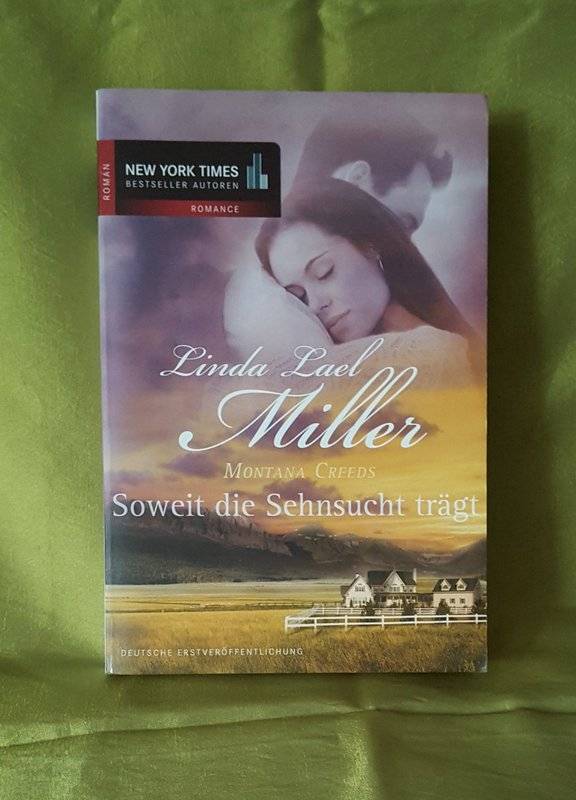 ROMAN
NEW YORK TIMES
BESTSELLER AUTOREN
ROMANCE
Linda Lael
Miller
MONTANA CREEDS
Soweit die Sehnsucht trägt
DEUTSCHE ERSTVERÖFFENTLICHUNG